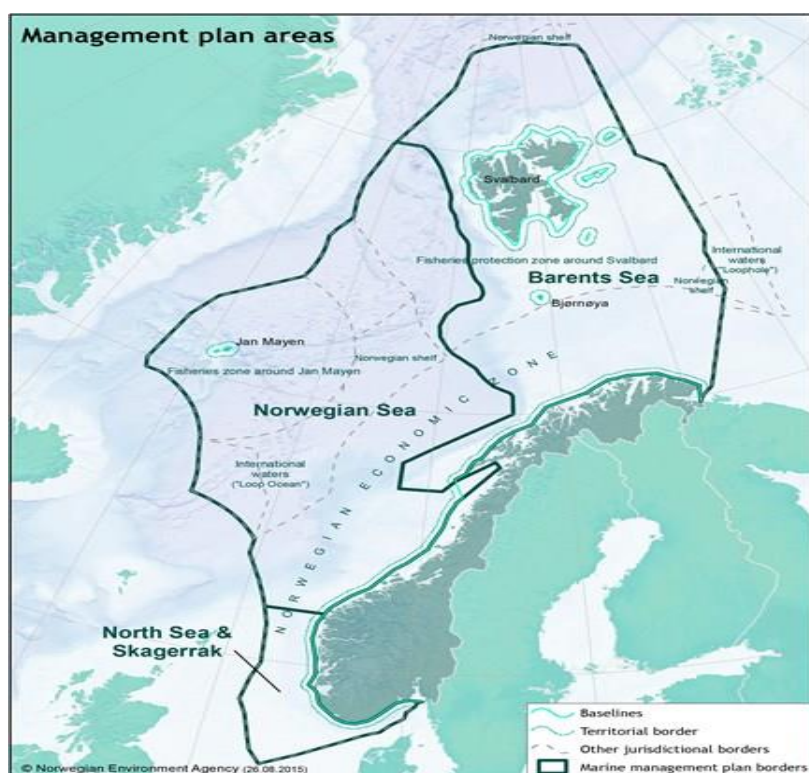 Management plan areas
Norwegian shelf
Svalbard
Fisheries protection zone around Svalbard
International
waters
("Loophole")
Barents Sea
Norwegian
shelf
Bjørnøya
Jan Mayen
Fisheries zone around Jan Mayen
Norwegian shelf
Norwegian Sea
International
waters
("Loop Ocean")
NORWEGIAN ECONOMIC ZONE
North Sea &
Skagerrak
Baselines
Territorial border
Other jurisdictional borders
Marine management plan borders
© Norwegian Environment Agency (26.08.2015)